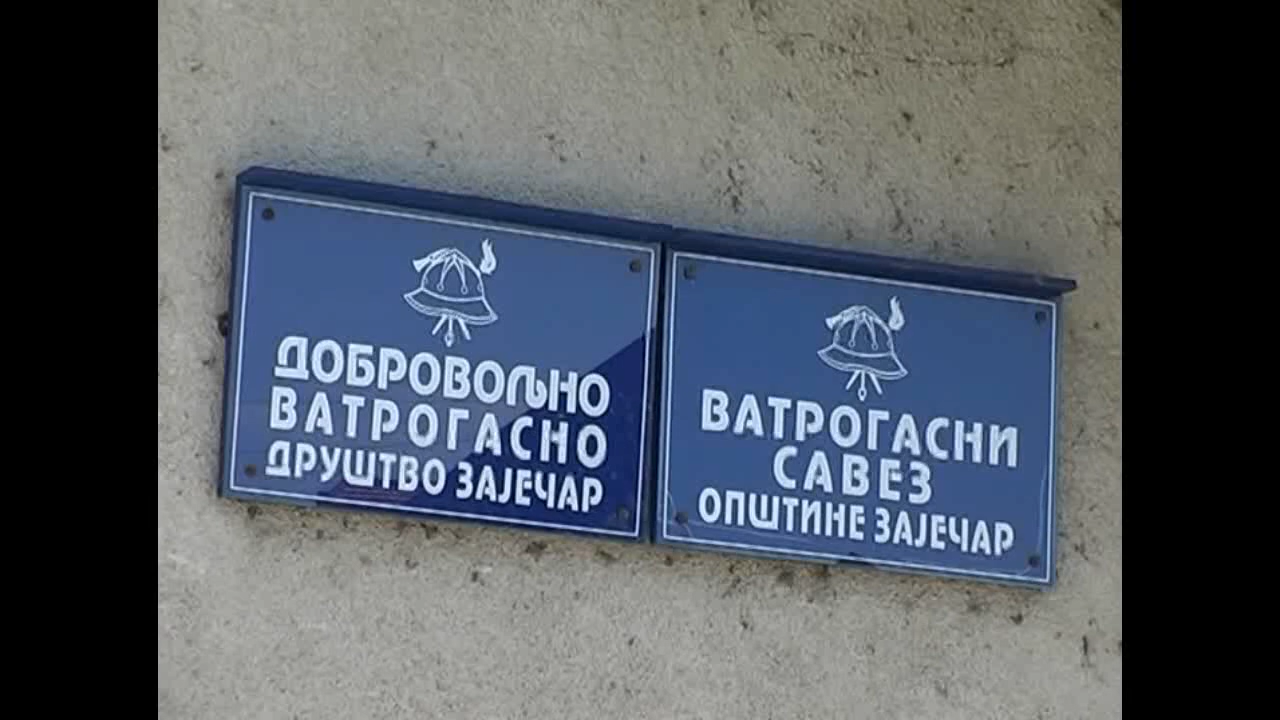 ДОБРОВОЉНО
ВАТРОГАСНО
ДРУШТВО ЗАЈЕЧАР
ВАТРОГАСНИ
САВЕЗ
ОПШТИНЕ ЗАЈЕЧАР